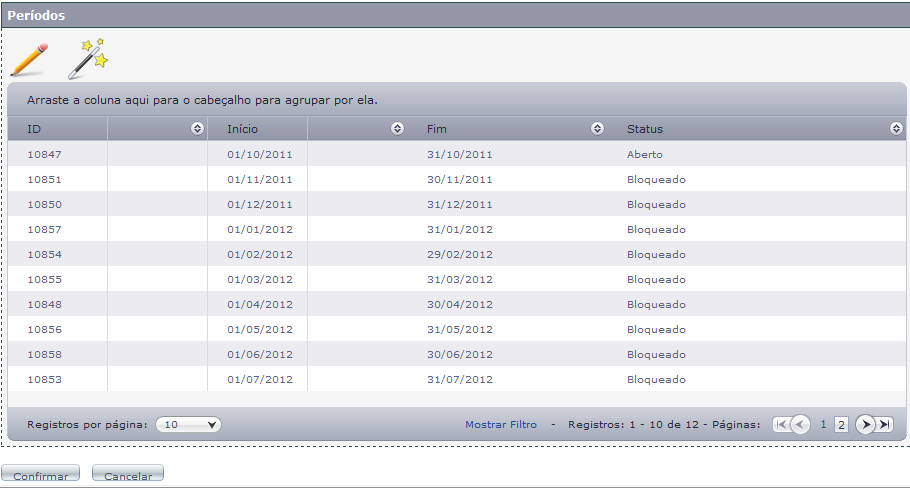 Períodos
Arraste a coluna aqui para o cabeçalho para agrupar por ela.
ID Início Fim Status
10847 01/10/2011 31/10/2011 Aberto
10851 01/11/2011 30/11/2011 Bloqueado
10850 01/12/2011 31/12/2011 Bloqueado
10857 01/01/2012 31/01/2012 Bloqueado
10854 01/02/2012 29/02/2012 Bloqueado
10855 01/03/2012 31/03/2012 Bloqueado
10848 01/04/2012 30/04/2012 Bloqueado
10856 01/05/2012 31/05/2012 Bloqueado
10858 01/06/2012 30/06/2012 Bloqueado
10853 01/07/2012 31/07/2012 Bloqueado
Registros por página: 10 Mostrar Filtro - Registros: 1 - 10 de 12 - Páginas: 1 2
Confirmar Cancelar